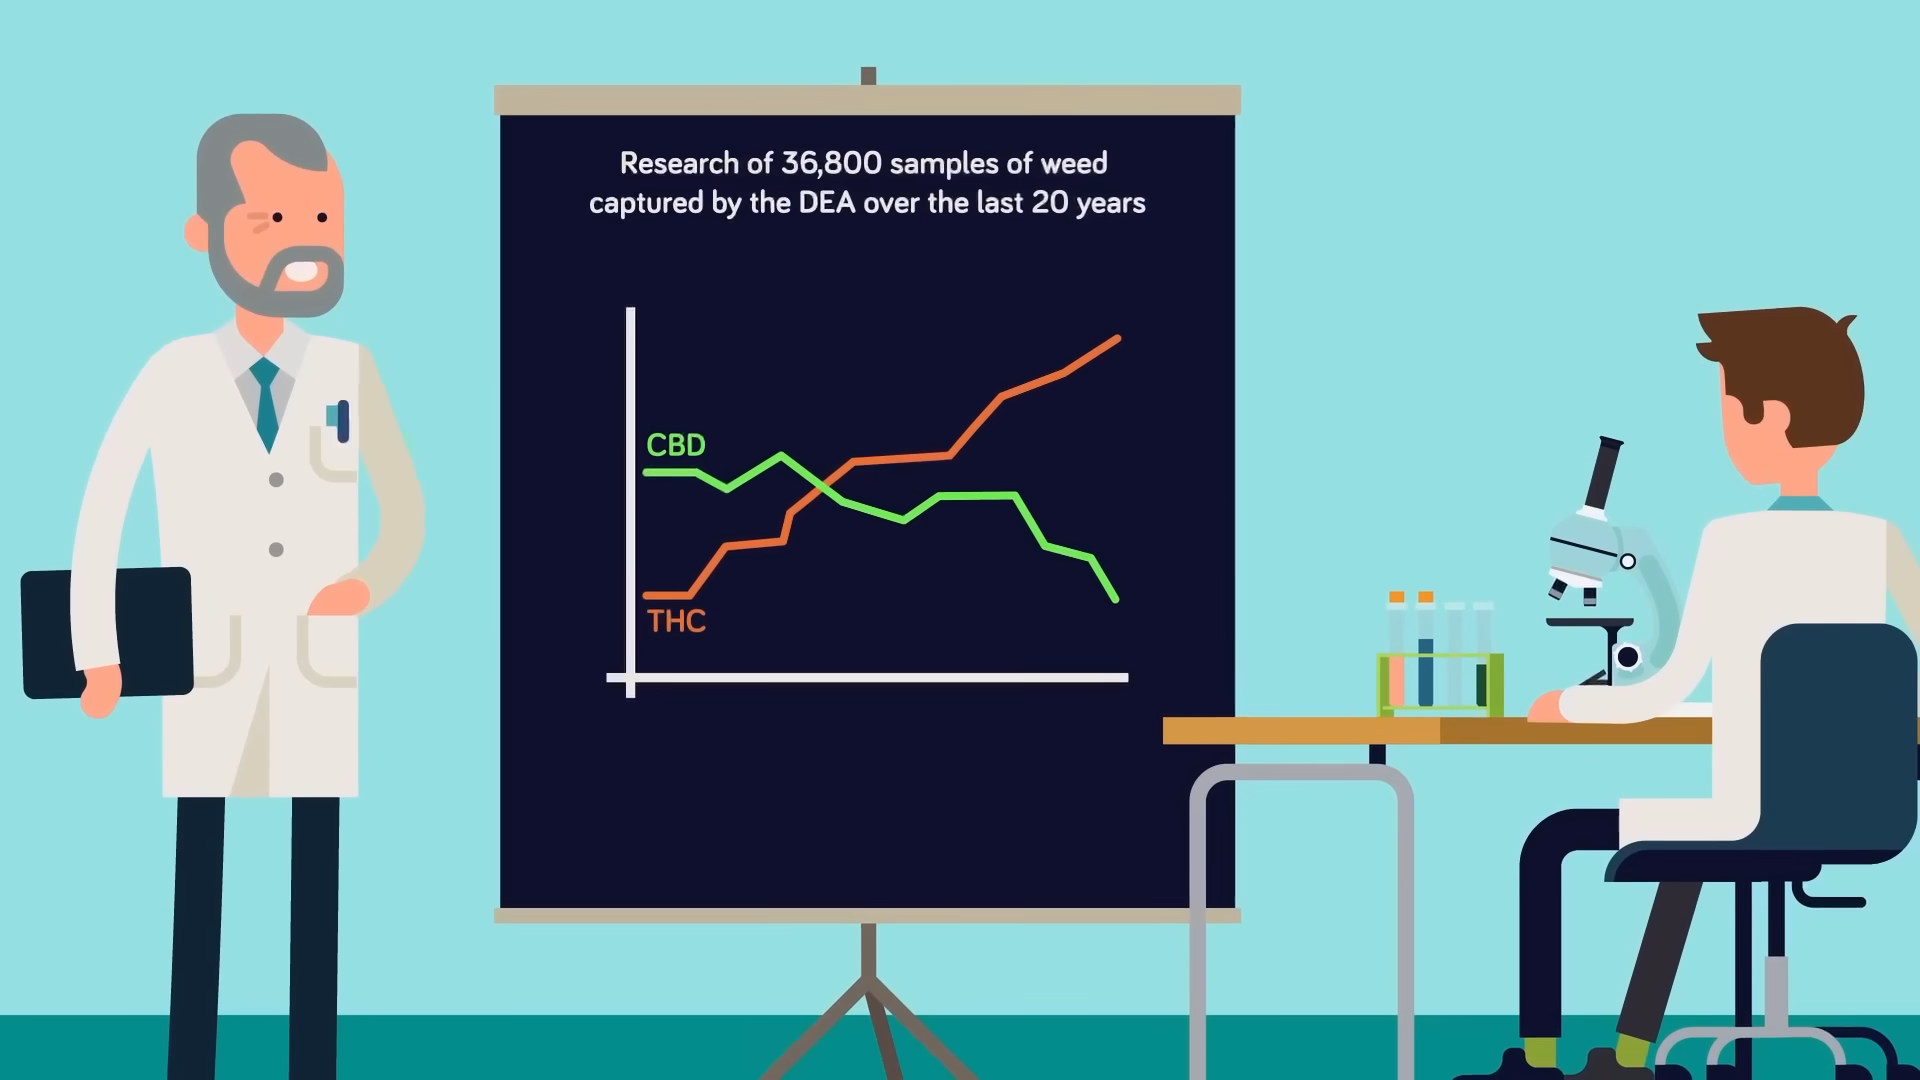 Research of 36,800 samples of weed
captured by the DEA over the last 20 years
CBD
THC